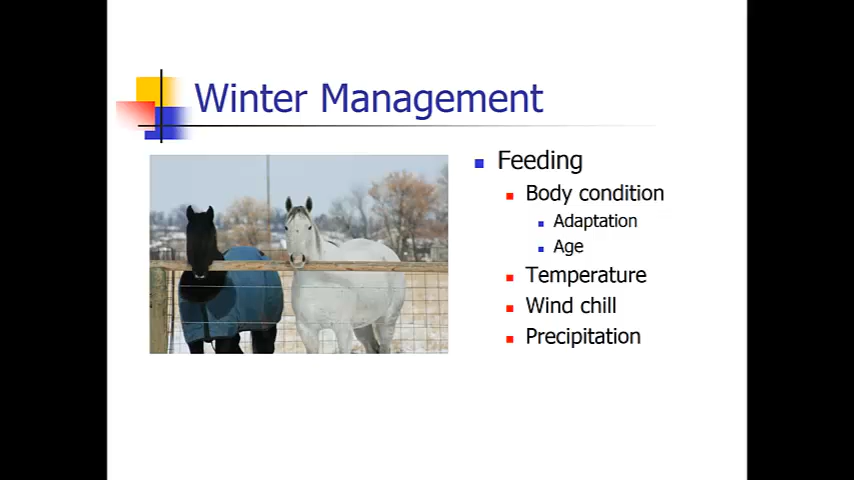 Winter Management
Feeding
Body condition
Adaptation
Age
Temperature
Wind chill
Precipitation